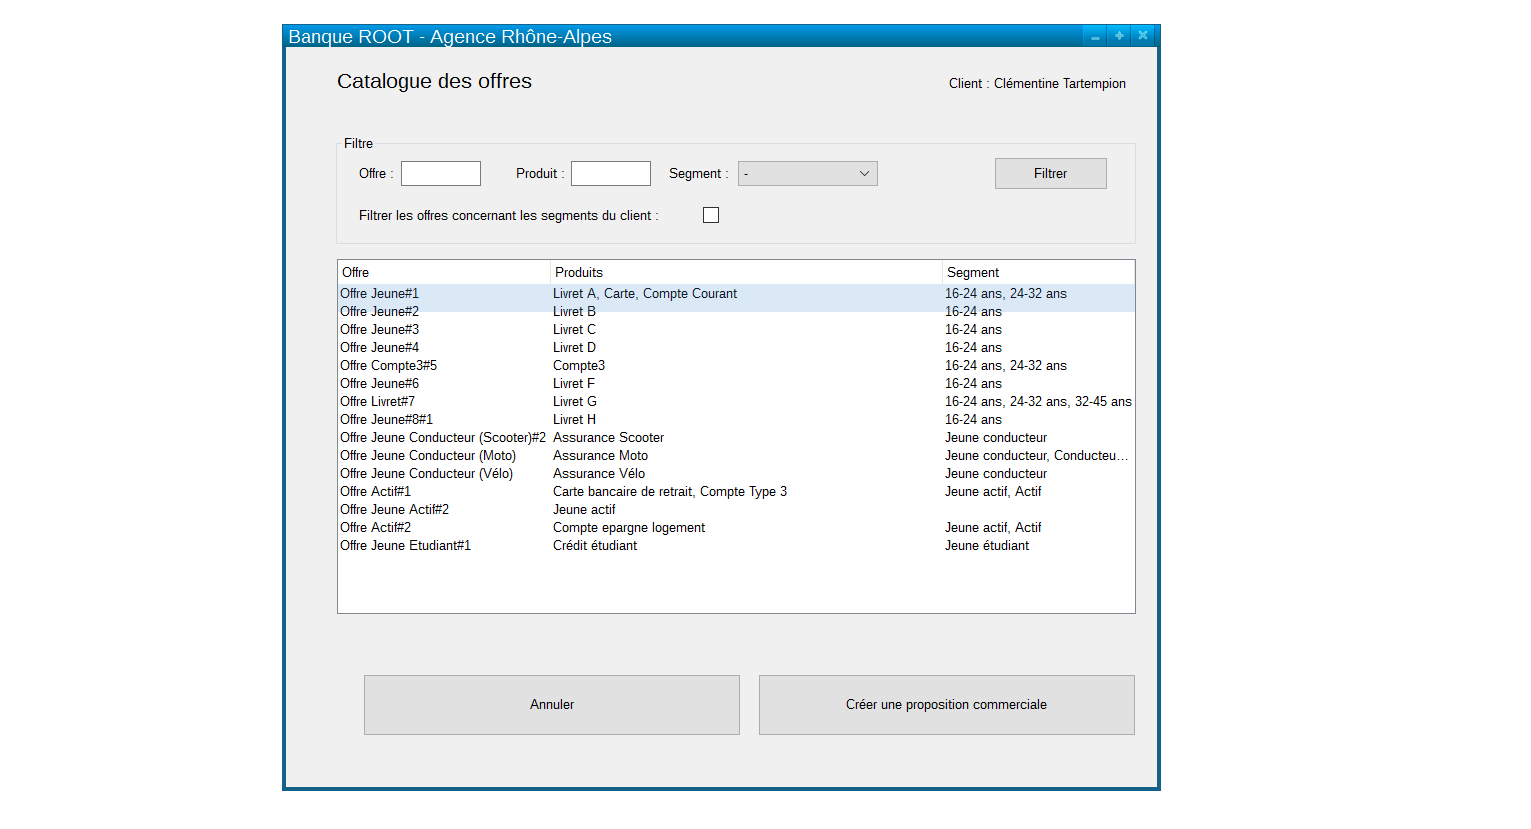 Banque ROOT - Agence Rhône-Alpes
Catalogue des offres
Client : Clémentine Tartempion
Filtre
Offre : Produit : Segment : - Filtrer
Filtrer les offres concernant les segments du client :
Offre Produits Segment
Offre Jeune#1 Livret A, Carte, Compte Courant 16-24 ans, 24-32 ans
Offre Jeune#2 Livret B 16-24 ans
Offre Jeune#3 Livret C 16-24 ans
Offre Jeune#4 Livret D 16-24 ans
Offre Compte3#5 Compte3 16-24 ans, 24-32 ans
Offre Jeune#6 Livret F 16-24 ans
Offre Livret#7 Livret G 16-24 ans, 24-32 ans, 32-45 ans
Offre Jeune#8#1 Livret H 16-24 ans
Offre Jeune Conducteur (Scooter)#2 Assurance Scooter Jeune conducteur
Offre Jeune Conducteur (Moto) Assurance Moto Jeune conducteur, Conducteu…
Offre Jeune Conducteur (Vélo) Assurance Vélo Jeune conducteur
Offre Actif#1 Carte bancaire de retrait, Compte Type 3 Jeune actif, Actif
Offre Jeune Actif#2 Jeune actif
Offre Actif#2 Compte epargne logement Jeune actif, Actif
Offre Jeune Etudiant#1 Crédit étudiant Jeune étudiant
Annuler Créer une proposition commerciale